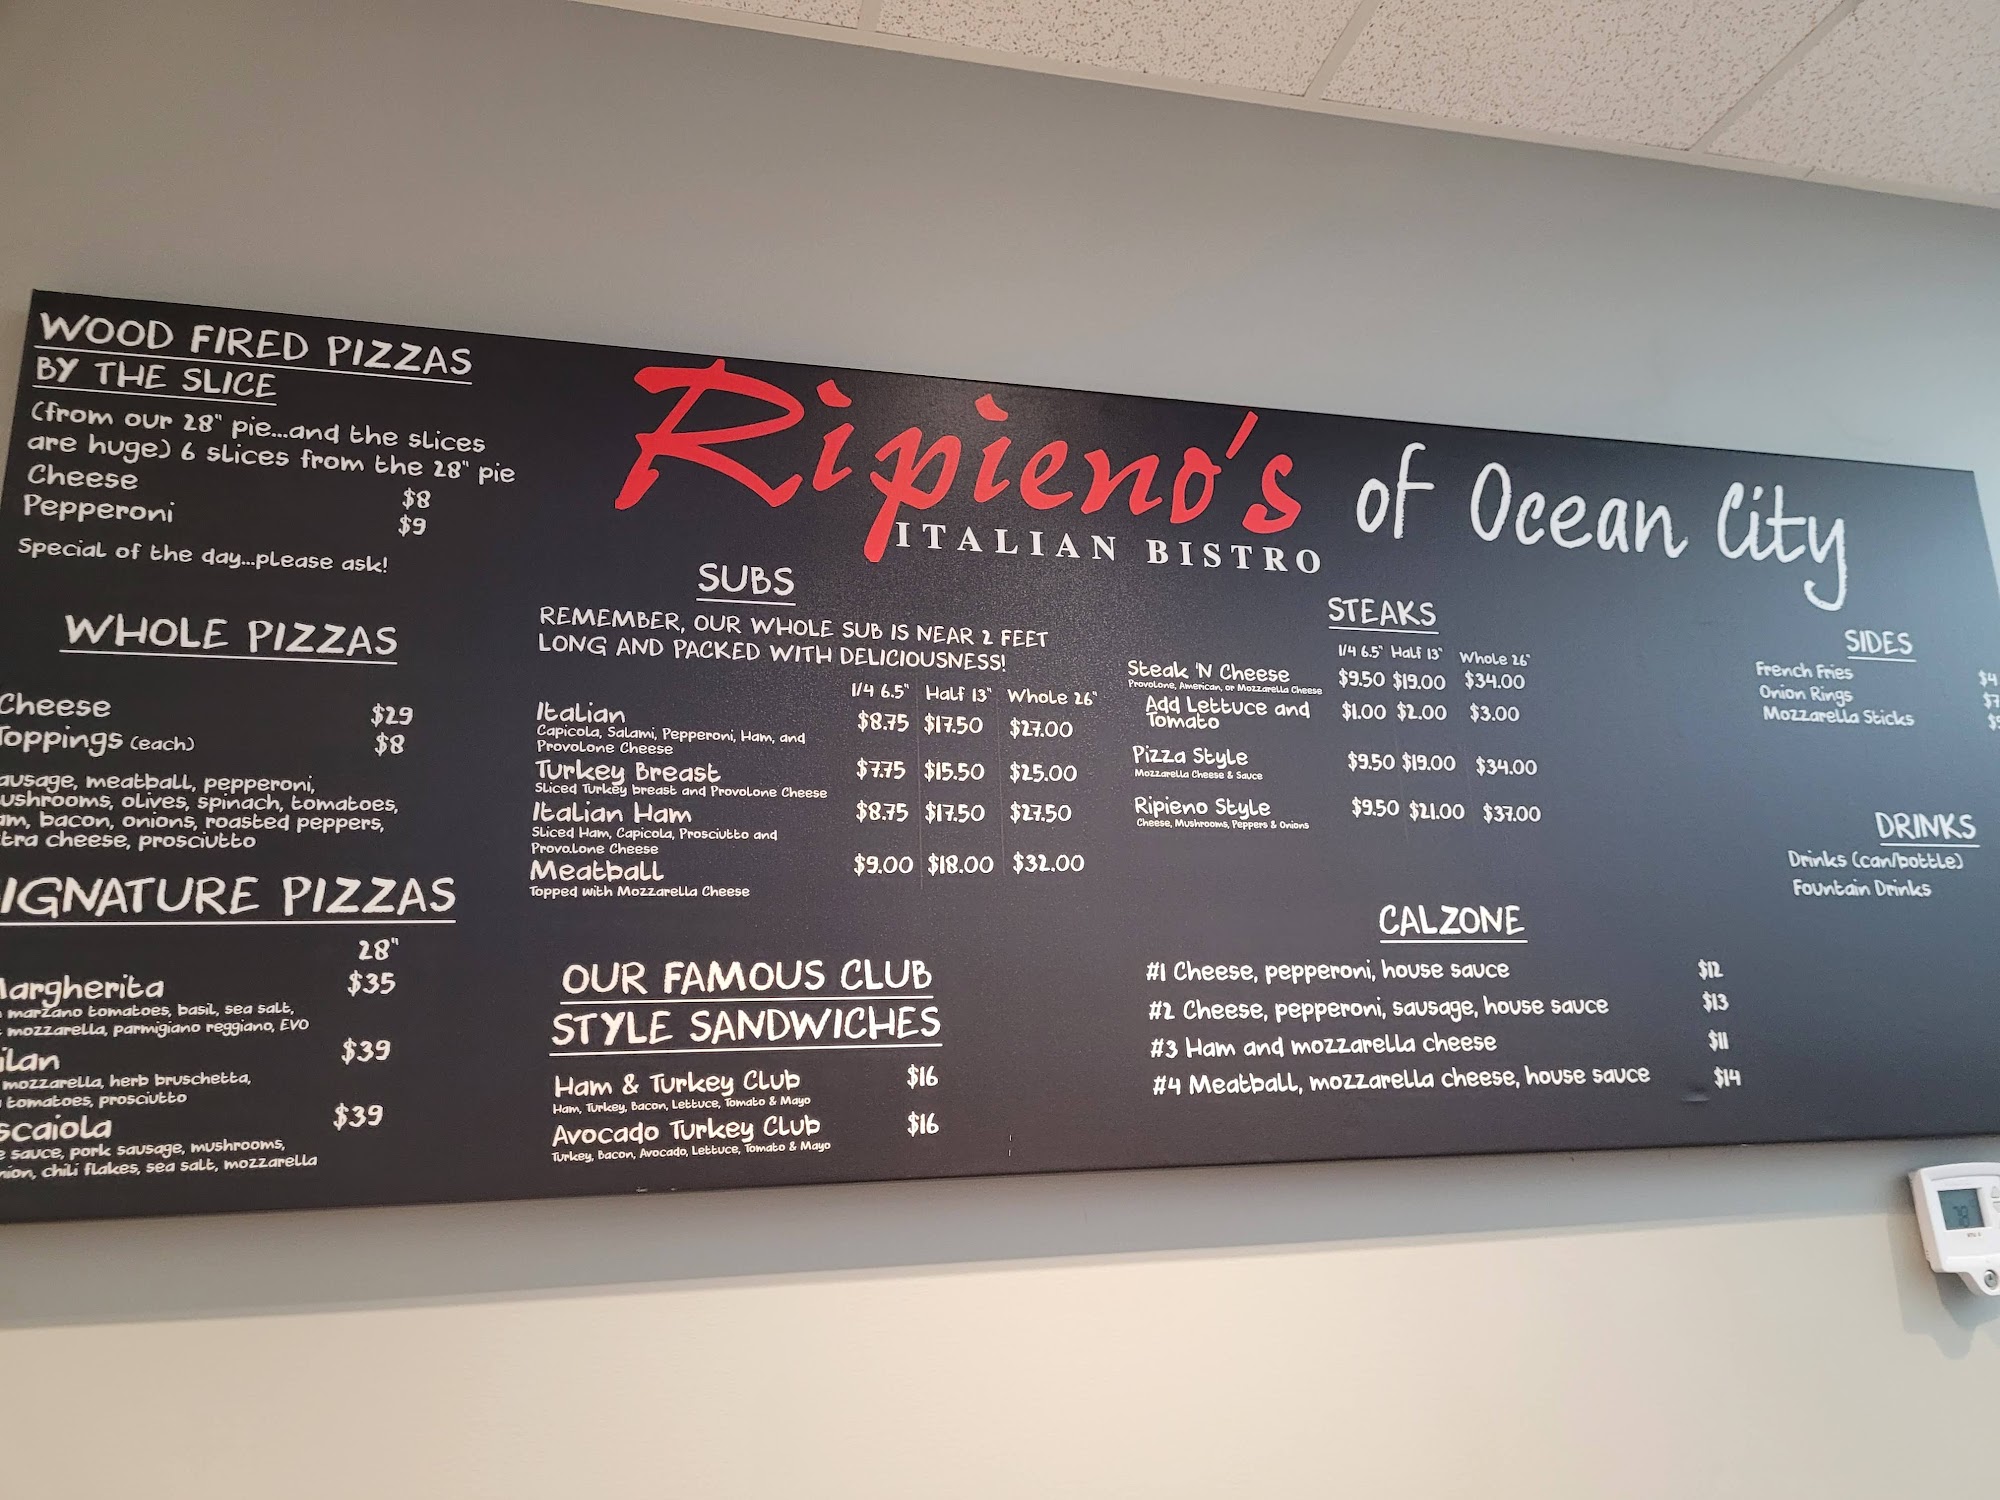 WOOD FIRED PIZZAS
BY THE SLICE
(from our 28" pie...and the slices
are huge) 6 slices from the 28" pie
Cheese $8
Pepperoni $9
Special of the day...please ask!
WHOLE PIZZAS
Cheese $29
Toppings (each) $8
meatball, pepperoni,
olives, spinach, tomatoes,
bacon, onions, roasted peppers,
cheese, prosciutto
IGNATURE PIZZAS
28"
Margherita $35
marzano tomatoes, basil, sea salt,
mozzarella, parmigiano reggiano, EVO
ilan $39
mozzarella, herb bruschetta,
tomatoes, prosciutto
scaiola $39
sauce, pork sausage, mushrooms,
chili flakes, sea salt, mozzarella
Ripieno's of Ocean City
ITALIAN BISTRO
SUBS
REMEMBER, OUR WHOLE SUB IS NEAR 2 FEET
LONG AND PACKED WITH DELICIOUSNESS!
1/4 6.5" Half 13" Whole 26"
Italian $8.75 $17.50 $27.00
Capicola, Salami, Pepperoni, Ham, and
Provolone Cheese
Turkey Breast $7.75 $15.50 $25.00
Sliced Turkey breast and Provolone Cheese
Italian Ham $8.75 $17.50 $27.50
Sliced Ham, Capicola, Prosciutto and
Provo.lone Cheese
Meatball $9.00 $18.00 $32.00
Topped with Mozzarella Cheese
OUR FAMOUS CLUB
STYLE SANDWICHES
Ham & Turkey Club $16
Ham, Turkey, Bacon, Lettuce, Tomato & Mayo
Avocado Turkey Club $16
Turkey, Bacon, Avocado, Lettuce, Tomato & Mayo
STEAKS
1/4 6.5" Half 13" Whole 26"
Steak 'N Cheese $9.50 $19.00 $34.00
Provolone, American, or Mozzarella Cheese
Add Lettuce and $1.00 $2.00 $3.00
Tomato
Pizza Style $9.50 $19.00 $34.00
Mozzarella Cheese & Sauce
Ripieno Style $9.50 $21.00 $37.00
Cheese, Mushrooms, Peppers & Onions
CALZONE
#1 Cheese, pepperoni, house sauce $12
#2 Cheese, pepperoni, sausage, house sauce $13
#3 Ham and mozzarella cheese $11
#4 Meatball, mozzarella cheese, house sauce $14
SIDES
French Fries $4
Onion Rings $7
Mozzarella Sticks
DRINKS
Drinks (can/bottle)
Fountain Drinks
78